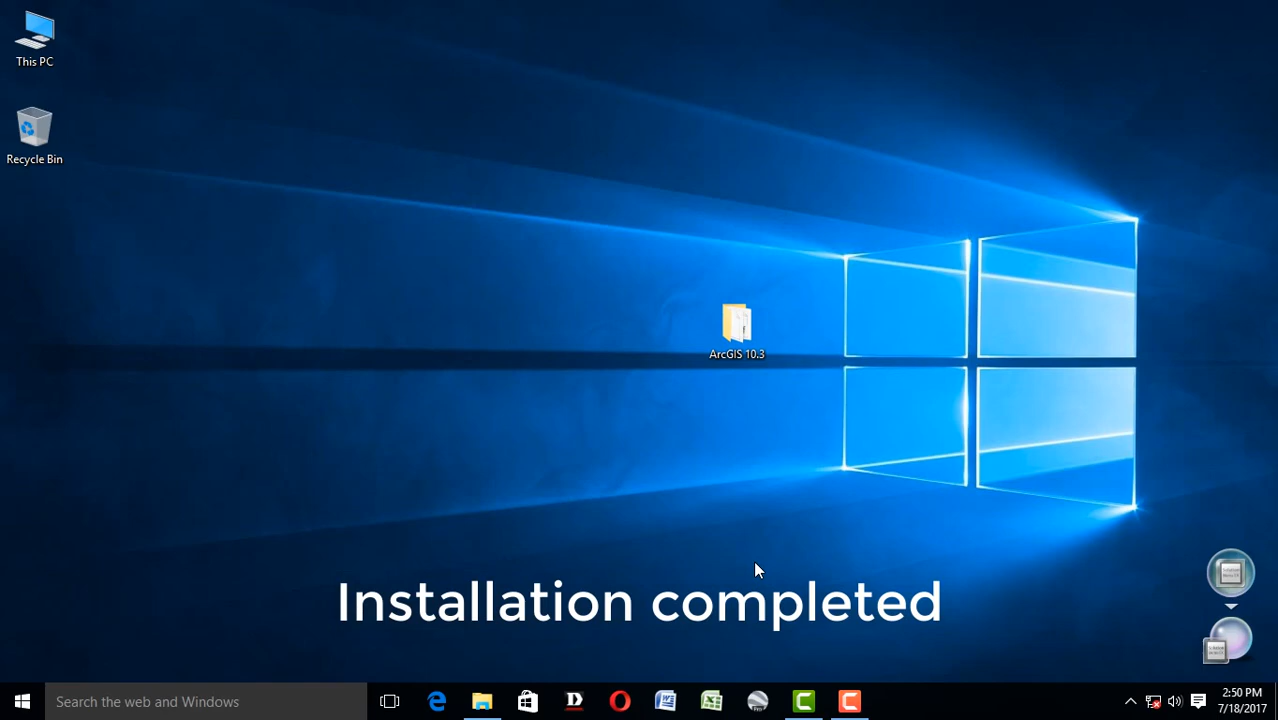 This PC
Recycle Bin
ArcGIS 10.3
Installation completed
Search the web and Windows
2:50 PM
7/18/2017